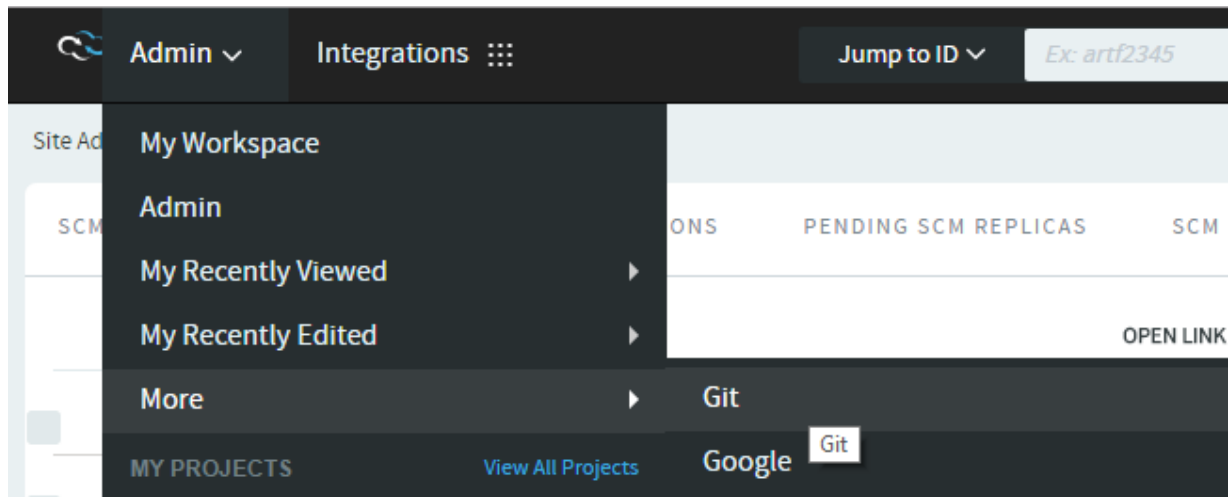 Admin Integrations Jump to ID Ex: artf2345
Site Ad
My Workspace
Admin
SCM ONS PENDING SCM REPLICAS SCM
My Recently Viewed
My Recently Edited
OPEN LINK
More Git
Git
MY PROJECTS View All Projects Google